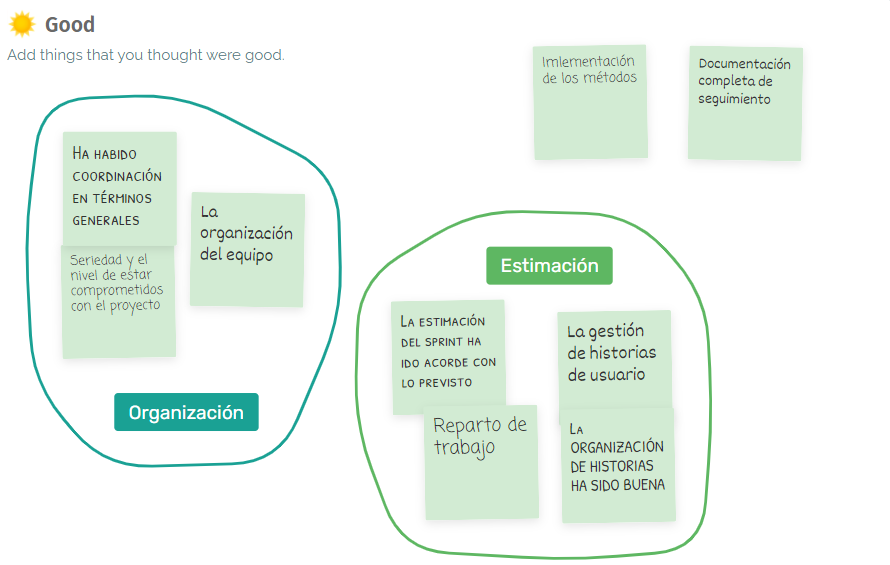 Good
Add things that you thought were good.
Imlementación
de los métodos
Documentación
completa de
seguimiento
Ha habido
coordinación
en términos
generales
La
organización
del equipo
Seriedad y el
nivel de estar
comprometidos
con el proyecto
Organización
Estimación
La estimación
del sprint ha
ido acorde con
lo previsto
La gestión
de historias
de usuario
Reparto de
trabajo
La
organización
de historias
ha sido buena